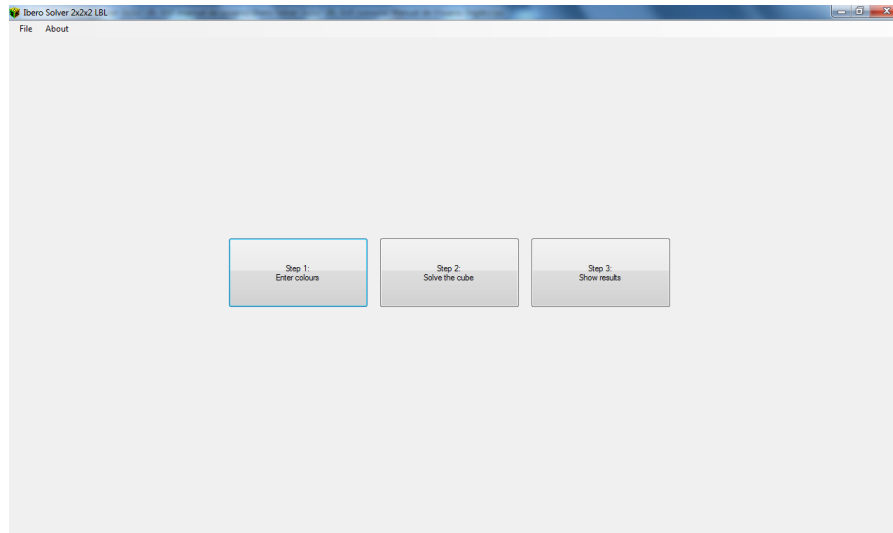 Ibero Solver 2x2x2 LBL
File About
Step 1:
Enter colours
Step 2:
Solve the cube
Step 3:
Show results